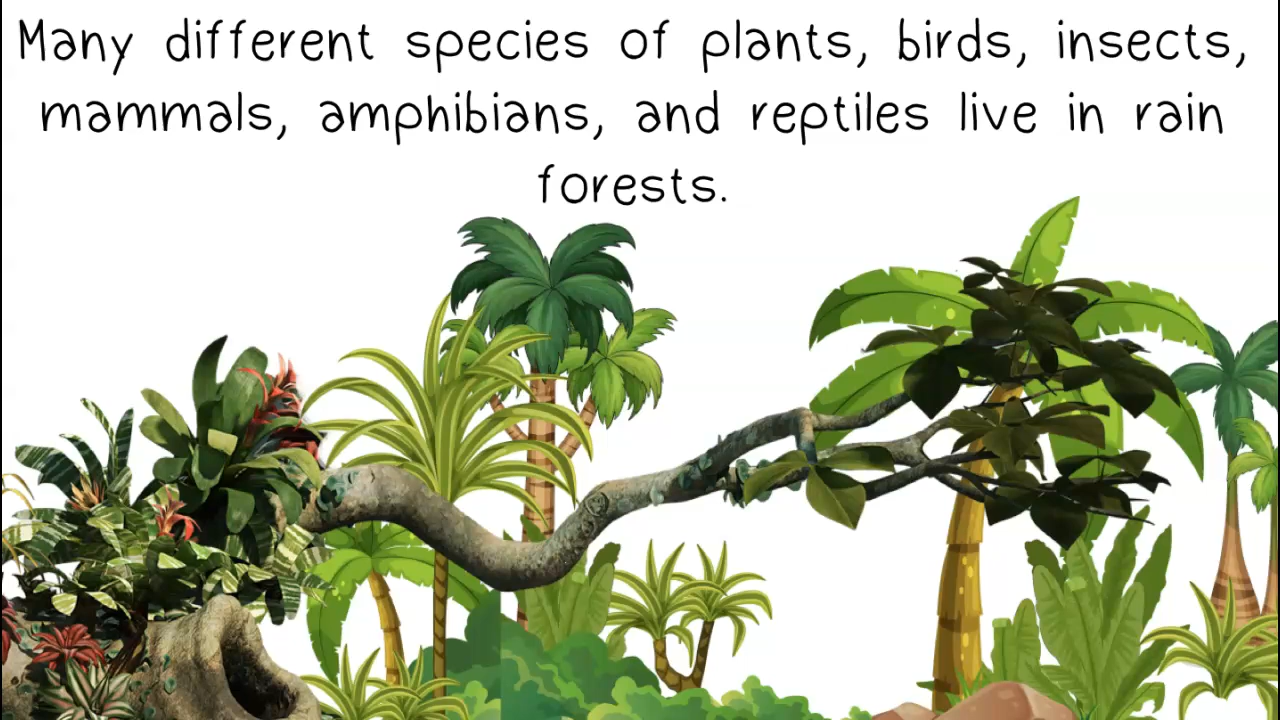 Many different species of plants, birds, insects,
mammals, amphibians, and reptiles live in rain
forests.